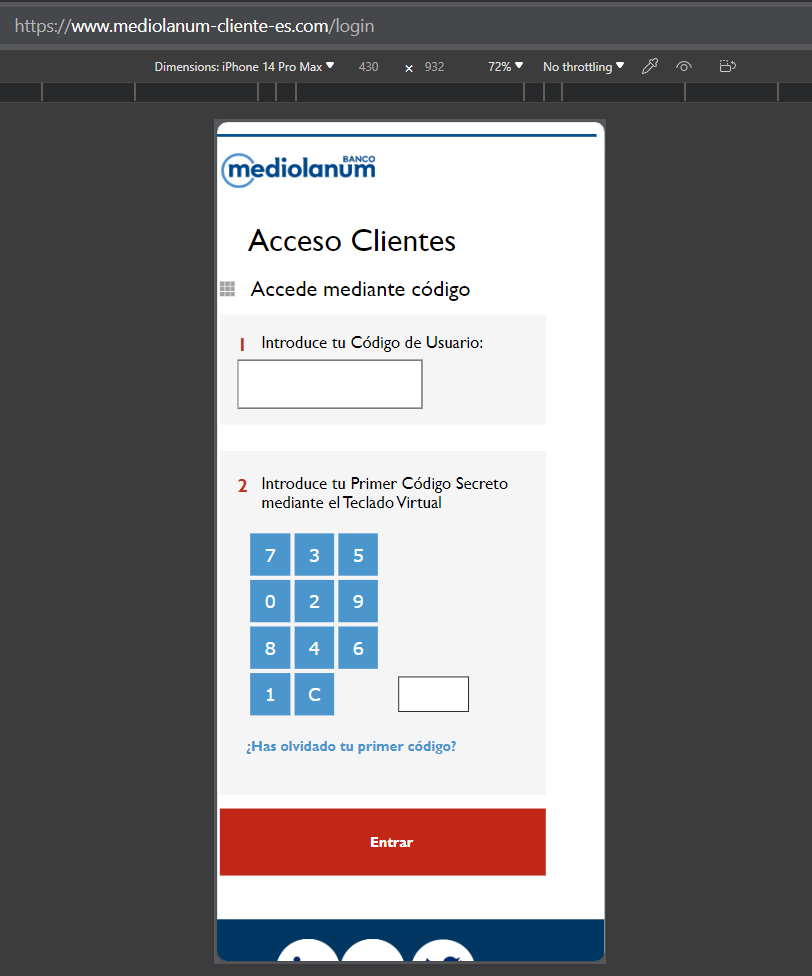 https://www.mediolanum-cliente-es.com/login
Dimensions: iPhone 14 Pro Max ▼ 430 x 932 72% ▼ No throttling ▼
BANCO
mediolanum
Acceso Clientes
Accede mediante código
1 Introduce tu Código de Usuario:
2 Introduce tu Primer Código Secreto
mediante el Teclado Virtual
7 3 5
0 2 9
8 4 6
1 C
¿Has olvidado tu primer código?
Entrar